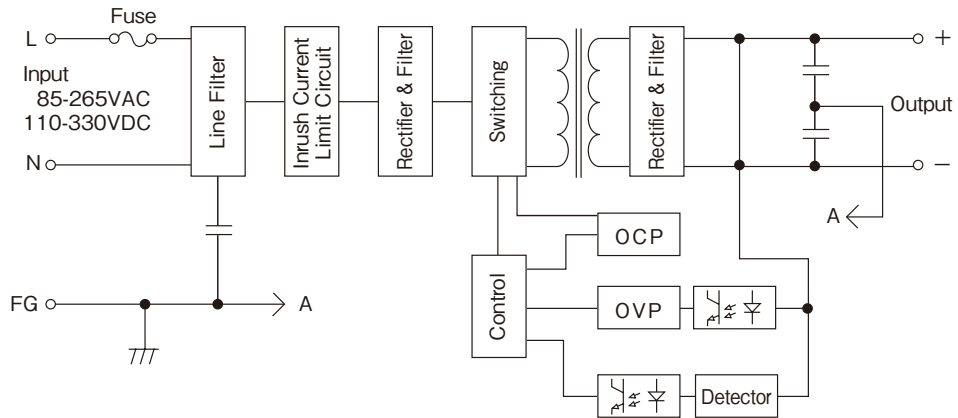 Fuse
L
Input
85-265VAC
110-330VDC
N
FG
Line Filter
Inrush Current
Limit Circuit
Rectifier & Filter
Switching
Rectifier & Filter
+
Output
−
A
A
Control
OCP
OVP
Detector